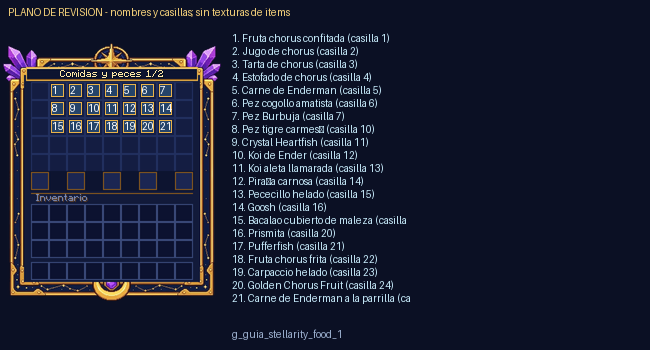 PLANO DE REVISION - nombres y casillas; sin texturas de items
Comidas y peces 1/2
1 2 3 4 5 6 7
8 9 10 11 12 13 14
15 16 17 18 19 20 21
Inventario
1. Fruta chorus confitada (casilla 1)
2. Jugo de chorus (casilla 2)
3. Tarta de chorus (casilla 3)
4. Estofado de chorus (casilla 4)
5. Carne de Enderman (casilla 5)
6. Pez cogollo amatista (casilla 6)
7. Pez Burbuja (casilla 7)
8. Pez tigre carmes▯ (casilla 10)
9. Crystal Heartfish (casilla 11)
10. Koi de Ender (casilla 12)
11. Koi aleta llamarada (casilla 13)
12. Pira▯a carnosa (casilla 14)
13. Pececillo helado (casilla 15)
14. Goosh (casilla 16)
15. Bacalao cubierto de maleza (casilla
16. Prismita (casilla 20)
17. Pufferfish (casilla 21)
18. Fruta chorus frita (casilla 22)
19. Carpaccio helado (casilla 23)
20. Golden Chorus Fruit (casilla 24)
21. Carne de Enderman a la parrilla (ca
g_guia_stellarity_food_1